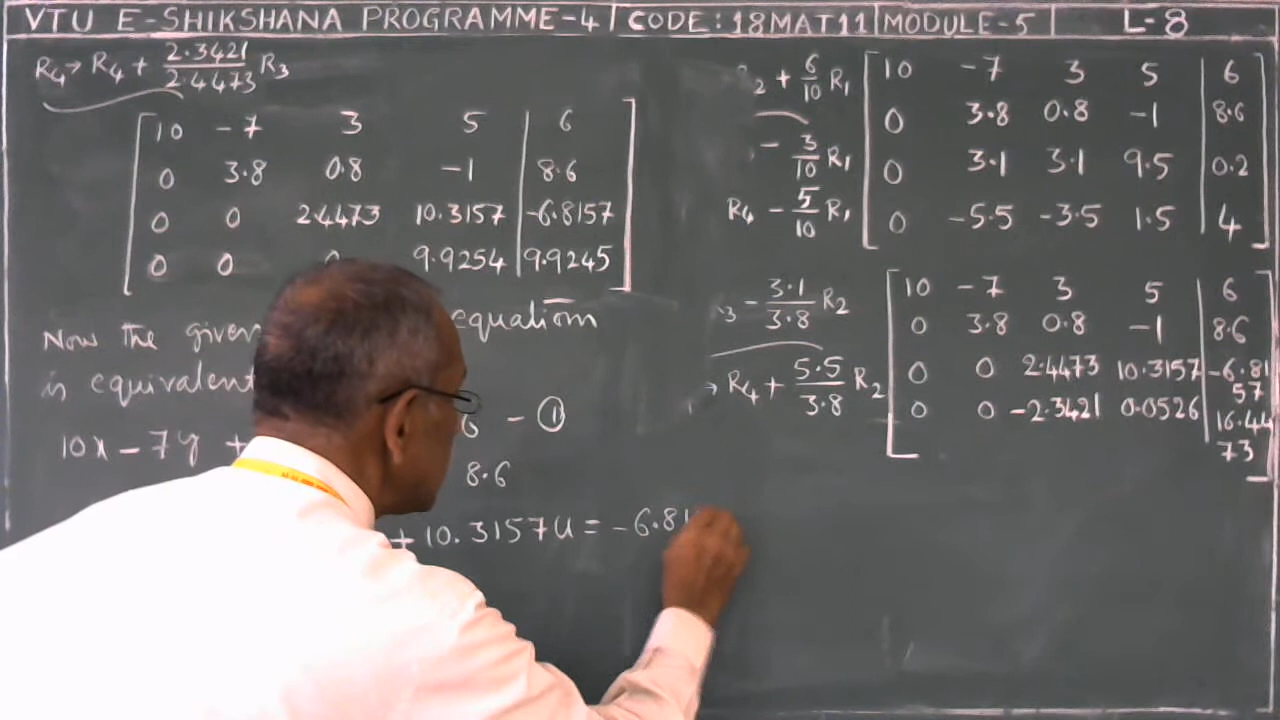 VTU E-SHIKSHANA PROGRAMME-4 CODE: 18MAT11 MODULE-5 L-8
R4→ R4 + 2.3421/2.4473 R3
10 -7 3 5 6
0 3.8 0.8 -1 8.6
0 0 2.4473 10.3157 -6.8157
0 0 9.9254 9.9245
Now the given equation
is equivalent
10x - 7y + 6 - ①
8.6
+ 10.3157u = -6.81
2 + 6/10 R1
- 3/10 R1
R4 - 5/10 R1
10 -7 3 5 6
0 3.8 0.8 -1 8.6
0 3.1 3.1 9.5 0.2
0 -5.5 -3.5 1.5 4
3 - 3.1/3.8 R2
→ R4 + 5.5/3.8 R2
10 -7 3 5 6
0 3.8 0.8 -1 8.6
0 0 2.4473 10.3157 -6.81
57
0 0 -2.3421 0.0526 16.44
73